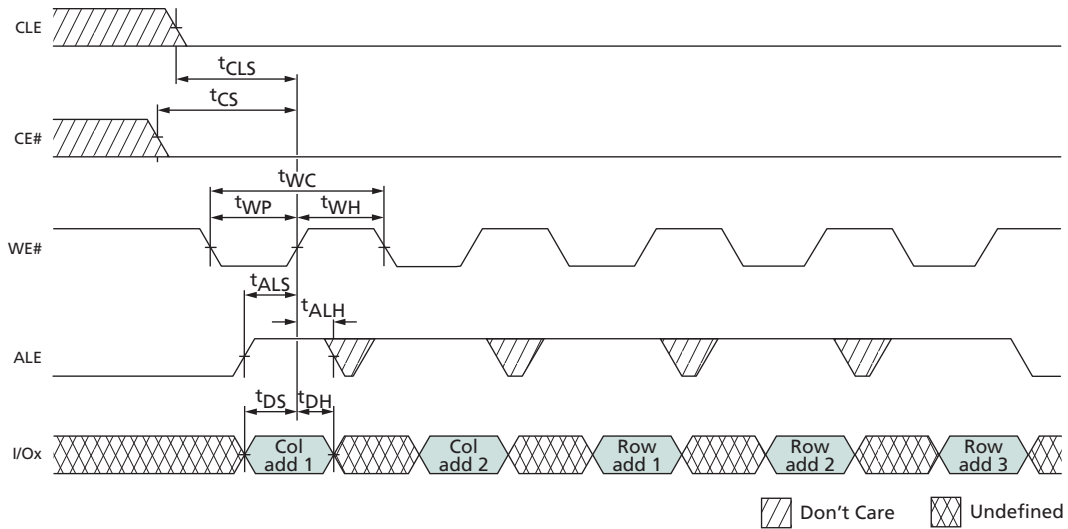 CLE
tCLS
tCS
CE#
tWC
tWP
tWH
WE#
tALS
tALH
ALE
tDS
tDH
I/Ox
Col
add 1
Col
add 2
Row
add 1
Row
add 2
Row
add 3
Don't Care
Undefined